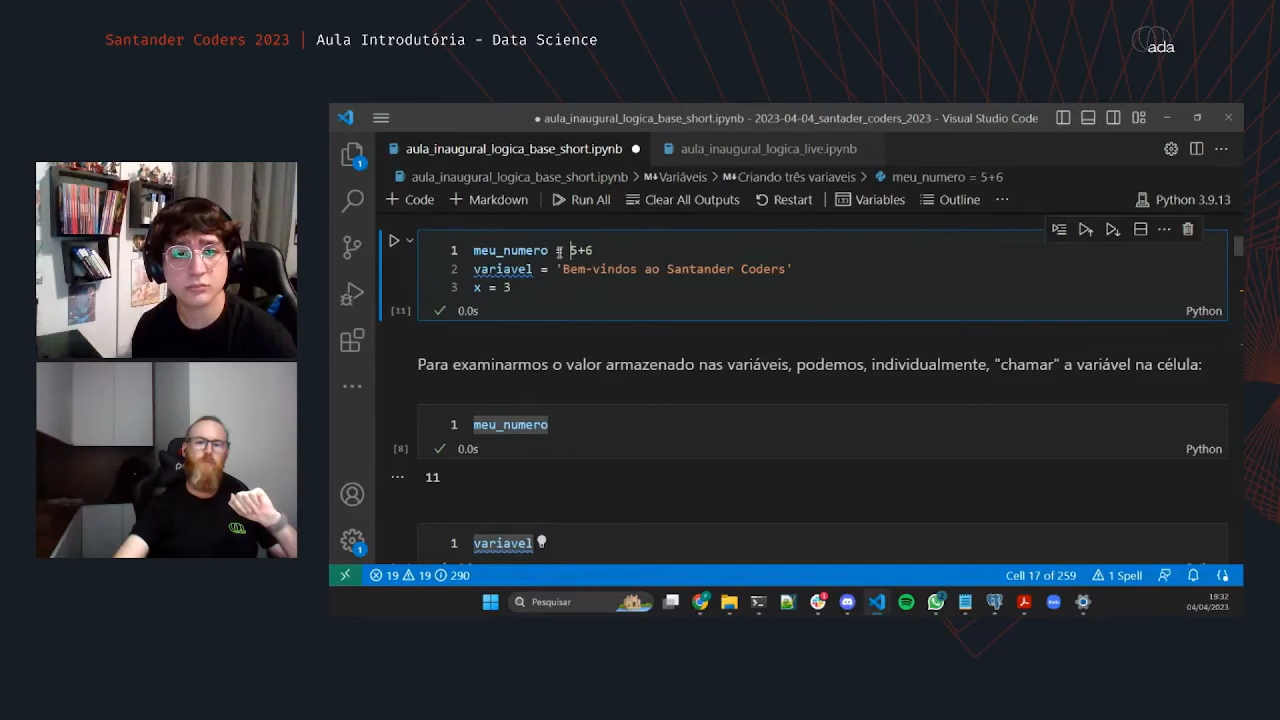 Santander Coders 2023 | Aula Introdutória - Data Science
ada
● aula_inaugural_logica_base_short.ipynb - 2023-04-04_santader_coders_2023 - Visual Studio Code
aula_inaugural_logica_base_short.ipynb ● aula_inaugural_logica_live.ipynb
aula_inaugural_logica_base_short.ipynb > M↓Variáveis > M↓Criando três variaveis > meu_numero = 5+6
+ Code + Markdown Run All Clear All Outputs Restart Variables Outline ··· Python 3.9.13
1 meu_numero = 5+6
2 variavel = 'Bem-vindos ao Santander Coders'
3 x = 3
[11] ✓ 0.0s Python
Para examinarmos o valor armazenado nas variáveis, podemos, individualmente, "chamar" a variável na célula:
1 meu_numero
[8] ✓ 0.0s Python
··· 11
1 variavel
19 19 290 Cell 17 of 259 1 Spell
Pesquisar
19:32
04/04/2023